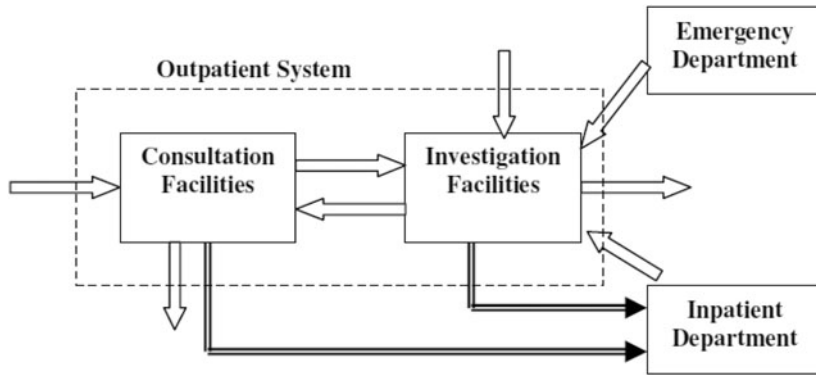 Emergency
Department
Outpatient System
Consultation
Facilities
Investigation
Facilities
Inpatient
Department